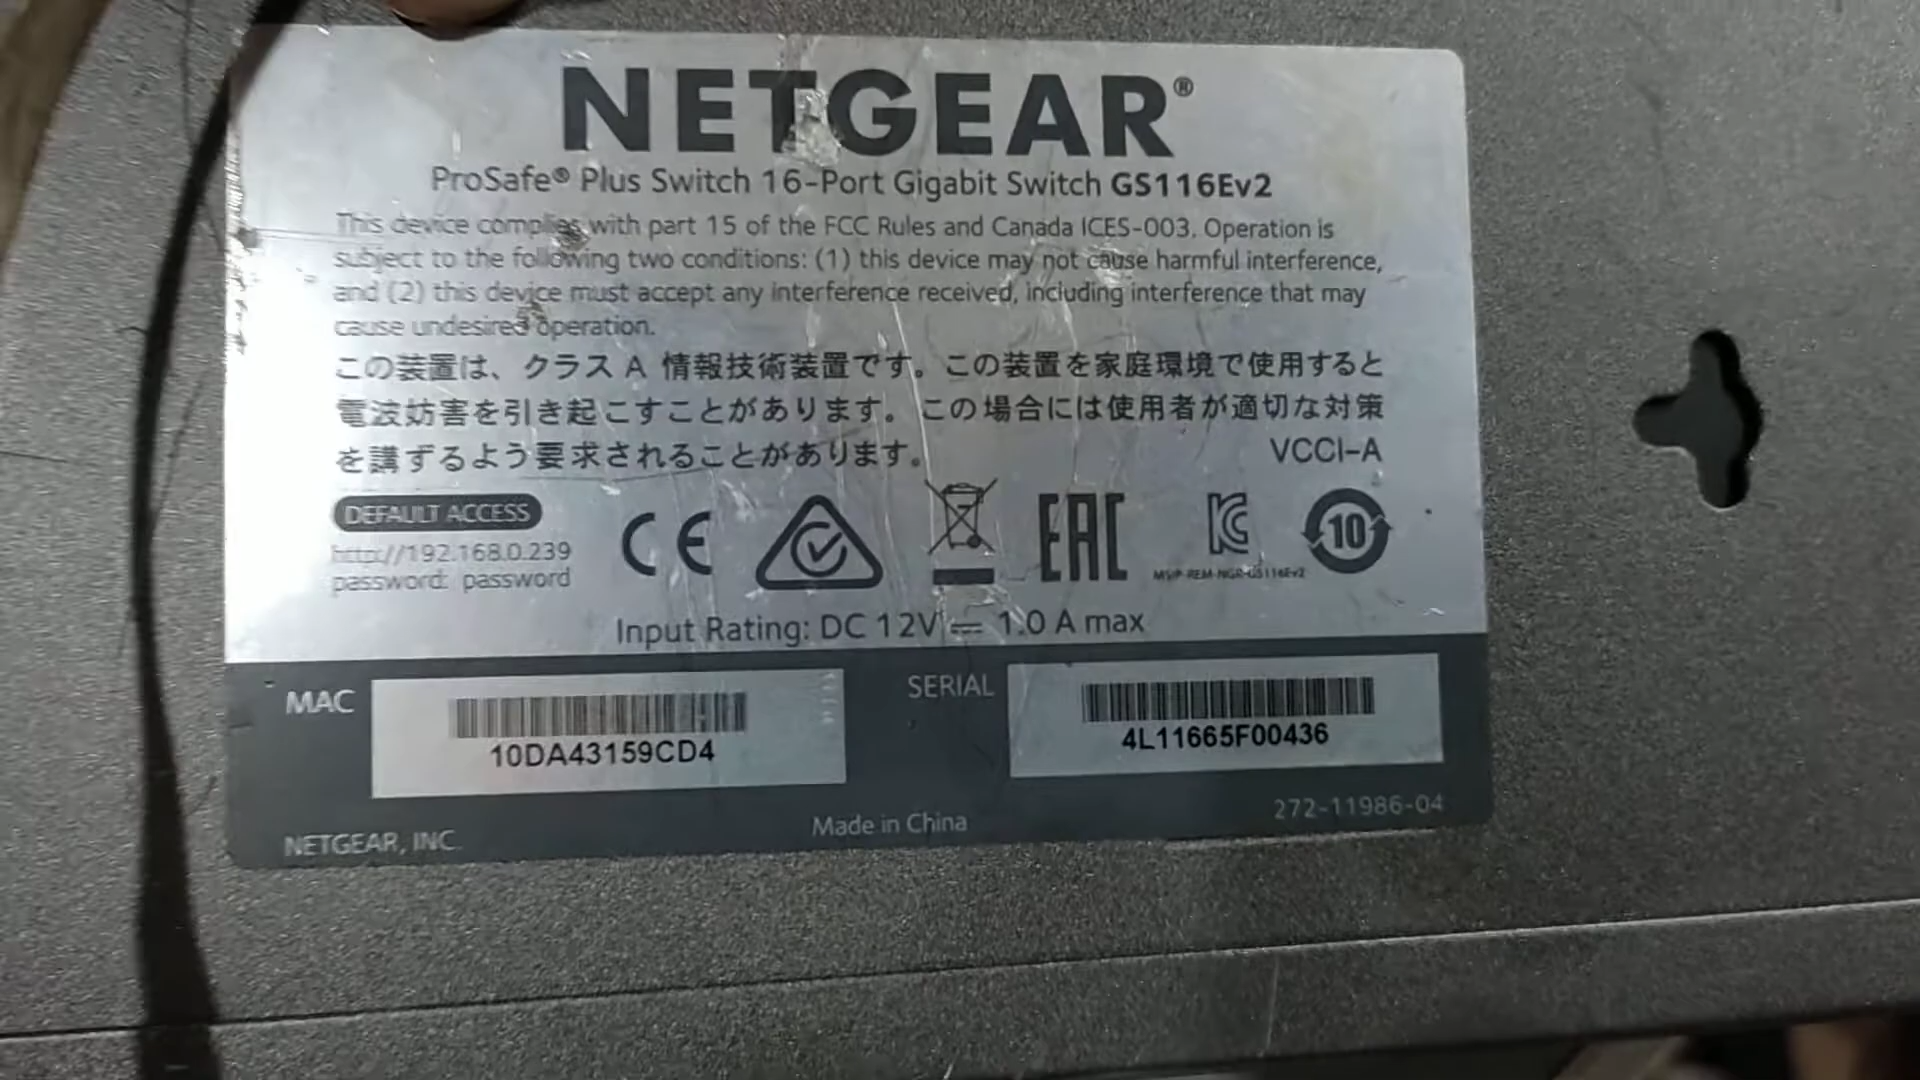 NETGEAR®
ProSafe® Plus Switch 16-Port Gigabit Switch GS116Ev2
This device complies with part 15 of the FCC Rules and Canada ICES-003. Operation is
subject to the following two conditions: (1) this device may not cause harmful interference,
and (2) this device must accept any interference received, including interference that may
cause undesired operation.
この装置は、クラス A 情報技術装置です。この装置を家庭環境で使用すると
電波妨害を引き起こすことがあります。この場合には使用者が適切な対策
を講ずるよう要求されることがあります。
VCCI-A
DEFAULT ACCESS
http://192.168.0.239
password: password
CE
EAC
KC
MSIP-REM-NGR-GS116Ev2
10
Input Rating: DC 12V ⎓ 1.0 A max
MAC
10DA43159CD4
SERIAL
4L11665F00436
NETGEAR, INC.
Made in China
272-11986-04